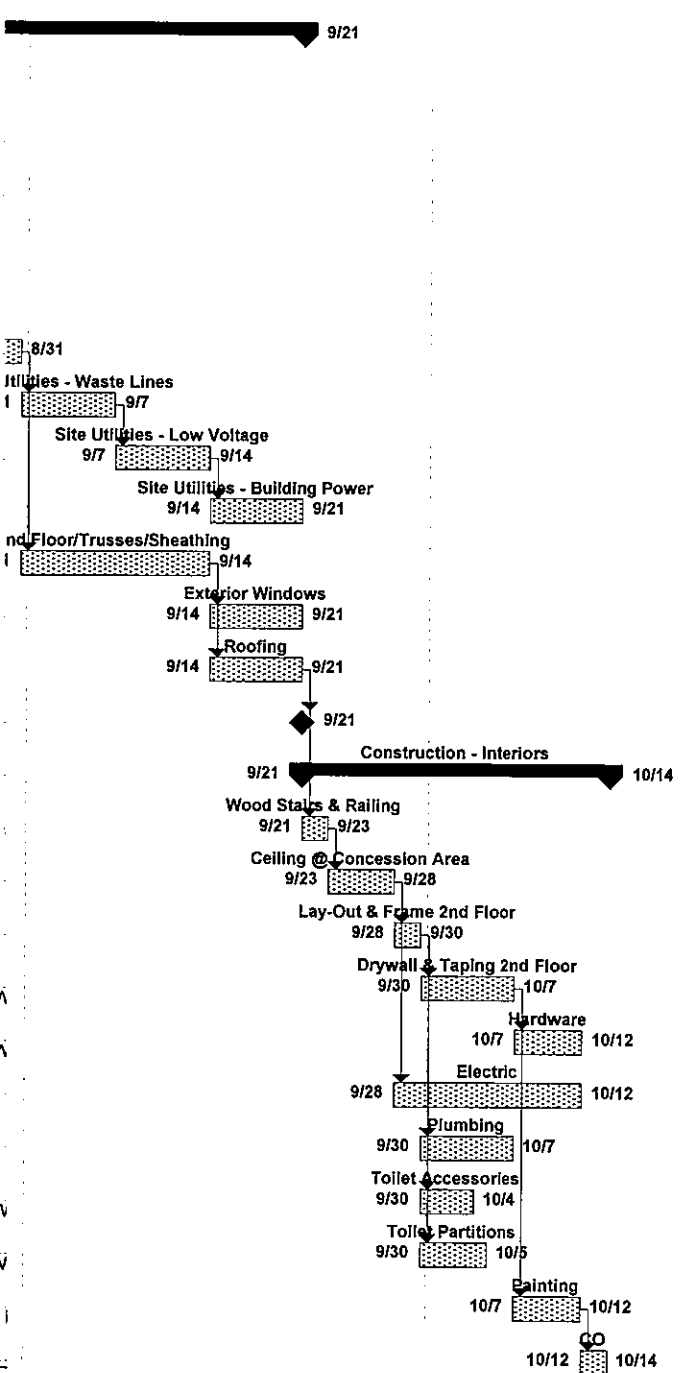 9/21
8/31
Utilities - Waste Lines
9/7
Site Utilities - Low Voltage
9/7 9/14
Site Utilities - Building Power
9/14 9/21
nd Floor/Trusses/Sheathing
9/14
Exterior Windows
9/14 9/21
Roofing
9/14 9/21
9/21
Construction - Interiors
9/21 10/14
Wood Stairs & Railing
9/21 9/23
Ceiling @ Concession Area
9/23 9/28
Lay-Out & Frame 2nd Floor
9/28 9/30
Drywall & Taping 2nd Floor
9/30 10/7
Hardware
10/7 10/12
Electric
9/28 10/12
Plumbing
9/30 10/7
Toilet Accessories
9/30 10/4
Toilet Partitions
9/30 10/5
Painting
10/7 10/12
CO
10/12 10/14